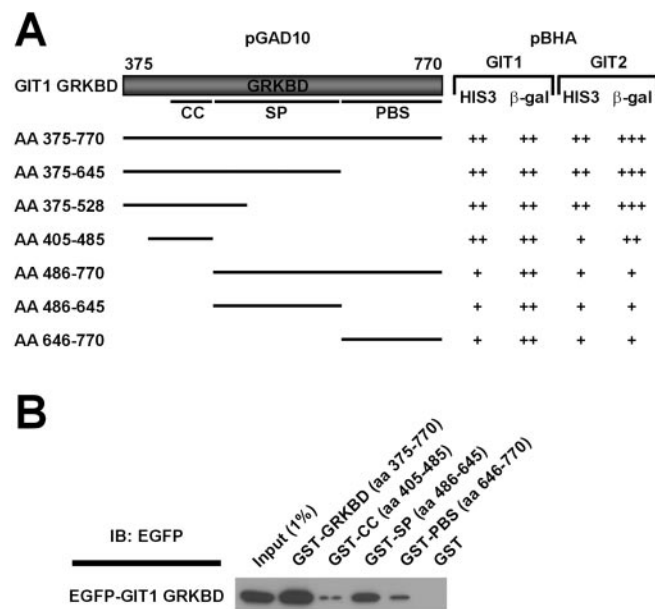 A
pGAD10 pBHA
375 770 GIT1 GIT2
GIT1 GRKBD GRKBD HIS3 β-gal HIS3 β-gal
CC SP PBS
AA 375-770 ++ ++ ++ +++
AA 375-645 ++ ++ ++ +++
AA 375-528 ++ ++ ++ +++
AA 405-485 ++ ++ + ++
AA 486-770 + ++ + +
AA 486-645 + ++ + +
AA 646-770 + ++ + +
B
IB: EGFP
Input (1%)
GST-GRKBD (aa 375-770)
GST-CC (aa 405-485)
GST-SP (aa 486-645)
GST-PBS (aa 646-770)
GST
EGFP-GIT1 GRKBD